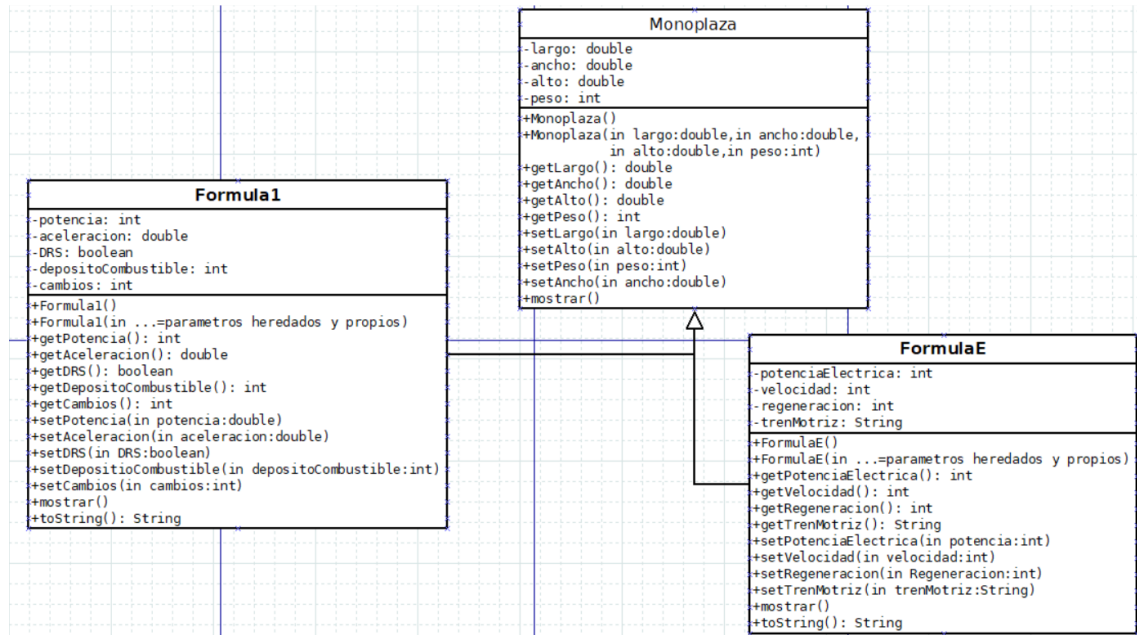 Monoplaza
-largo: double
-ancho: double
-alto: double
-peso: int
+Monoplaza()
+Monoplaza(in largo:double,in ancho:double,
in alto:double,in peso:int)
+getLargo(): double
+getAncho(): double
+getAlto(): double
+getPeso(): int
+setLargo(in largo:double)
+setAlto(in alto:double)
+setPeso(in peso:int)
+setAncho(in ancho:double)
+mostrar()
Formula1
-potencia: int
-aceleracion: double
-DRS: boolean
-depositoCombustible: int
-cambios: int
+Formula1()
+Formula1(in ...=parametros heredados y propios)
+getPotencia(): int
+getAceleracion(): double
+getDRS(): boolean
+getDepositoCombustible(): int
+getCambios(): int
+setPotencia(in potencia:double)
+setAceleracion(in aceleracion:double)
+setDRS(in DRS:boolean)
+setDepositioCombustible(in depositoCombustible:int)
+setCambios(in cambios:int)
+mostrar()
+toString(): String
FormulaE
-potenciaElectrica: int
-velocidad: int
-regeneracion: int
-trenMotriz: String
+FormulaE()
+FormulaE(in ...=parametros heredados y propios)
+getPotenciaElectrica(): int
+getVelocidad(): int
+getRegeneracion(): int
+getTrenMotriz(): String
+setPotenciaElectrica(in potencia:int)
+setVelocidad(in velocidad:int)
+setRegeneracion(in Regeneracion:int)
+setTrenMotriz(in trenMotriz:String)
+mostrar()
+toString(): String